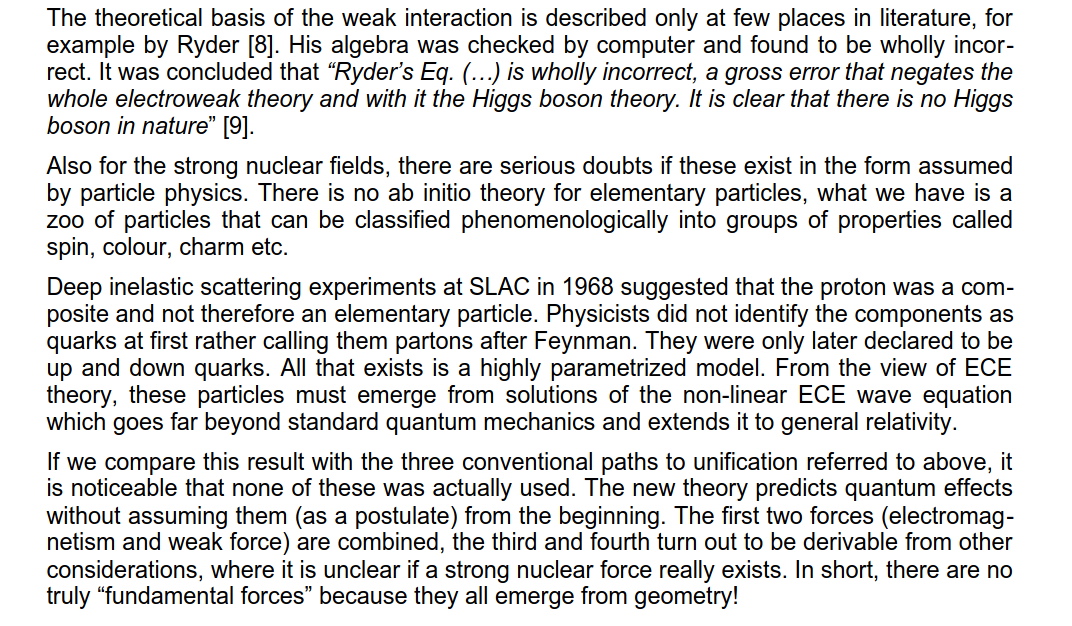 The theoretical basis of the weak interaction is described only at few places in literature, for
example by Ryder [8]. His algebra was checked by computer and found to be wholly incor-
rect. It was concluded that “Ryder’s Eq. (…) is wholly incorrect, a gross error that negates the
whole electroweak theory and with it the Higgs boson theory. It is clear that there is no Higgs
boson in nature” [9].
Also for the strong nuclear fields, there are serious doubts if these exist in the form assumed
by particle physics. There is no ab initio theory for elementary particles, what we have is a
zoo of particles that can be classified phenomenologically into groups of properties called
spin, colour, charm etc.
Deep inelastic scattering experiments at SLAC in 1968 suggested that the proton was a com-
posite and not therefore an elementary particle. Physicists did not identify the components as
quarks at first rather calling them partons after Feynman. They were only later declared to be
up and down quarks. All that exists is a highly parametrized model. From the view of ECE
theory, these particles must emerge from solutions of the non-linear ECE wave equation
which goes far beyond standard quantum mechanics and extends it to general relativity.
If we compare this result with the three conventional paths to unification referred to above, it
is noticeable that none of these was actually used. The new theory predicts quantum effects
without assuming them (as a postulate) from the beginning. The first two forces (electromag-
netism and weak force) are combined, the third and fourth turn out to be derivable from other
considerations, where it is unclear if a strong nuclear force really exists. In short, there are no
truly “fundamental forces” because they all emerge from geometry!